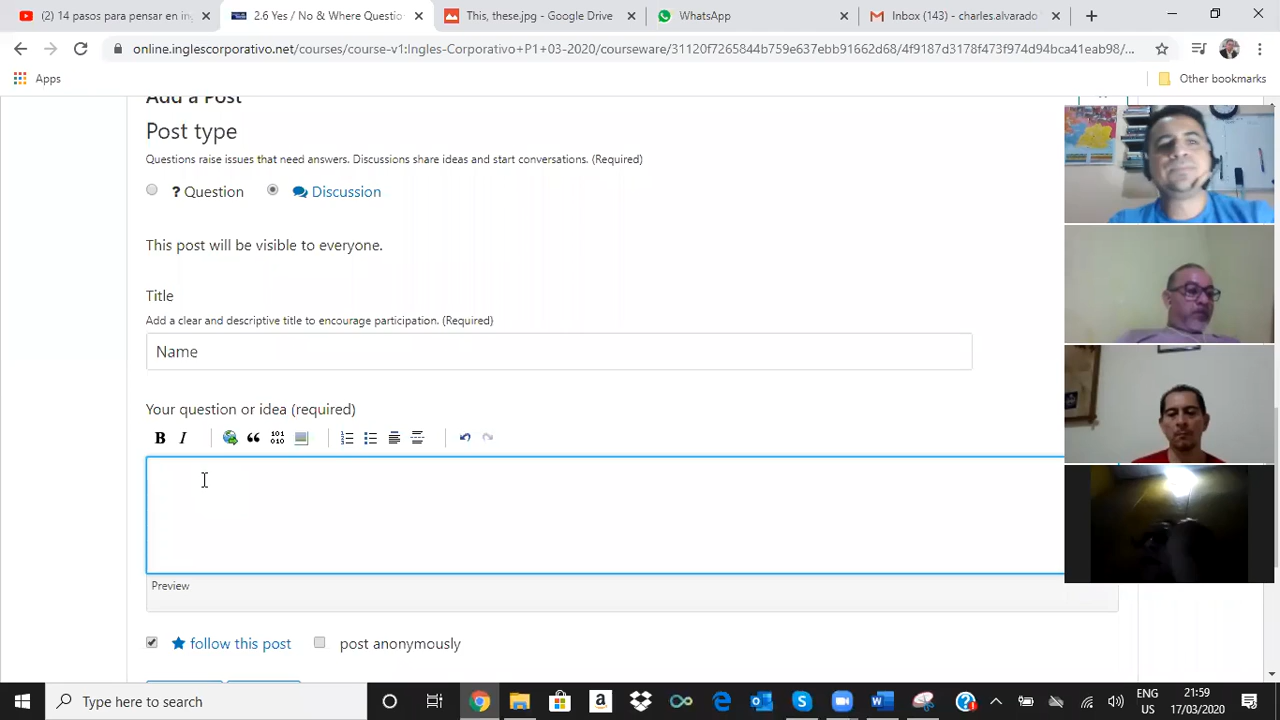 (2) 14 pasos para pensar en in
2.6 Yes / No & Where Questio
This, these.jpg - Google Drive
WhatsApp
Inbox (143) - charles.alvarado
online.inglescorporativo.net/courses/course-v1:Ingles-Corporativo+P1+03-2020/courseware/31120f7265844b759e637ebb91662d68/4f9187d3178f473f974d94bca41eab98/...
Apps
Other bookmarks
Add a Post
Post type
Questions raise issues that need answers. Discussions share ideas and start conversations. (Required)
? Question
Discussion
This post will be visible to everyone.
Title
Add a clear and descriptive title to encourage participation. (Required)
Name
Your question or idea (required)
B I
Preview
follow this post
post anonymously
Type here to search
ENG
US
21:59
17/03/2020